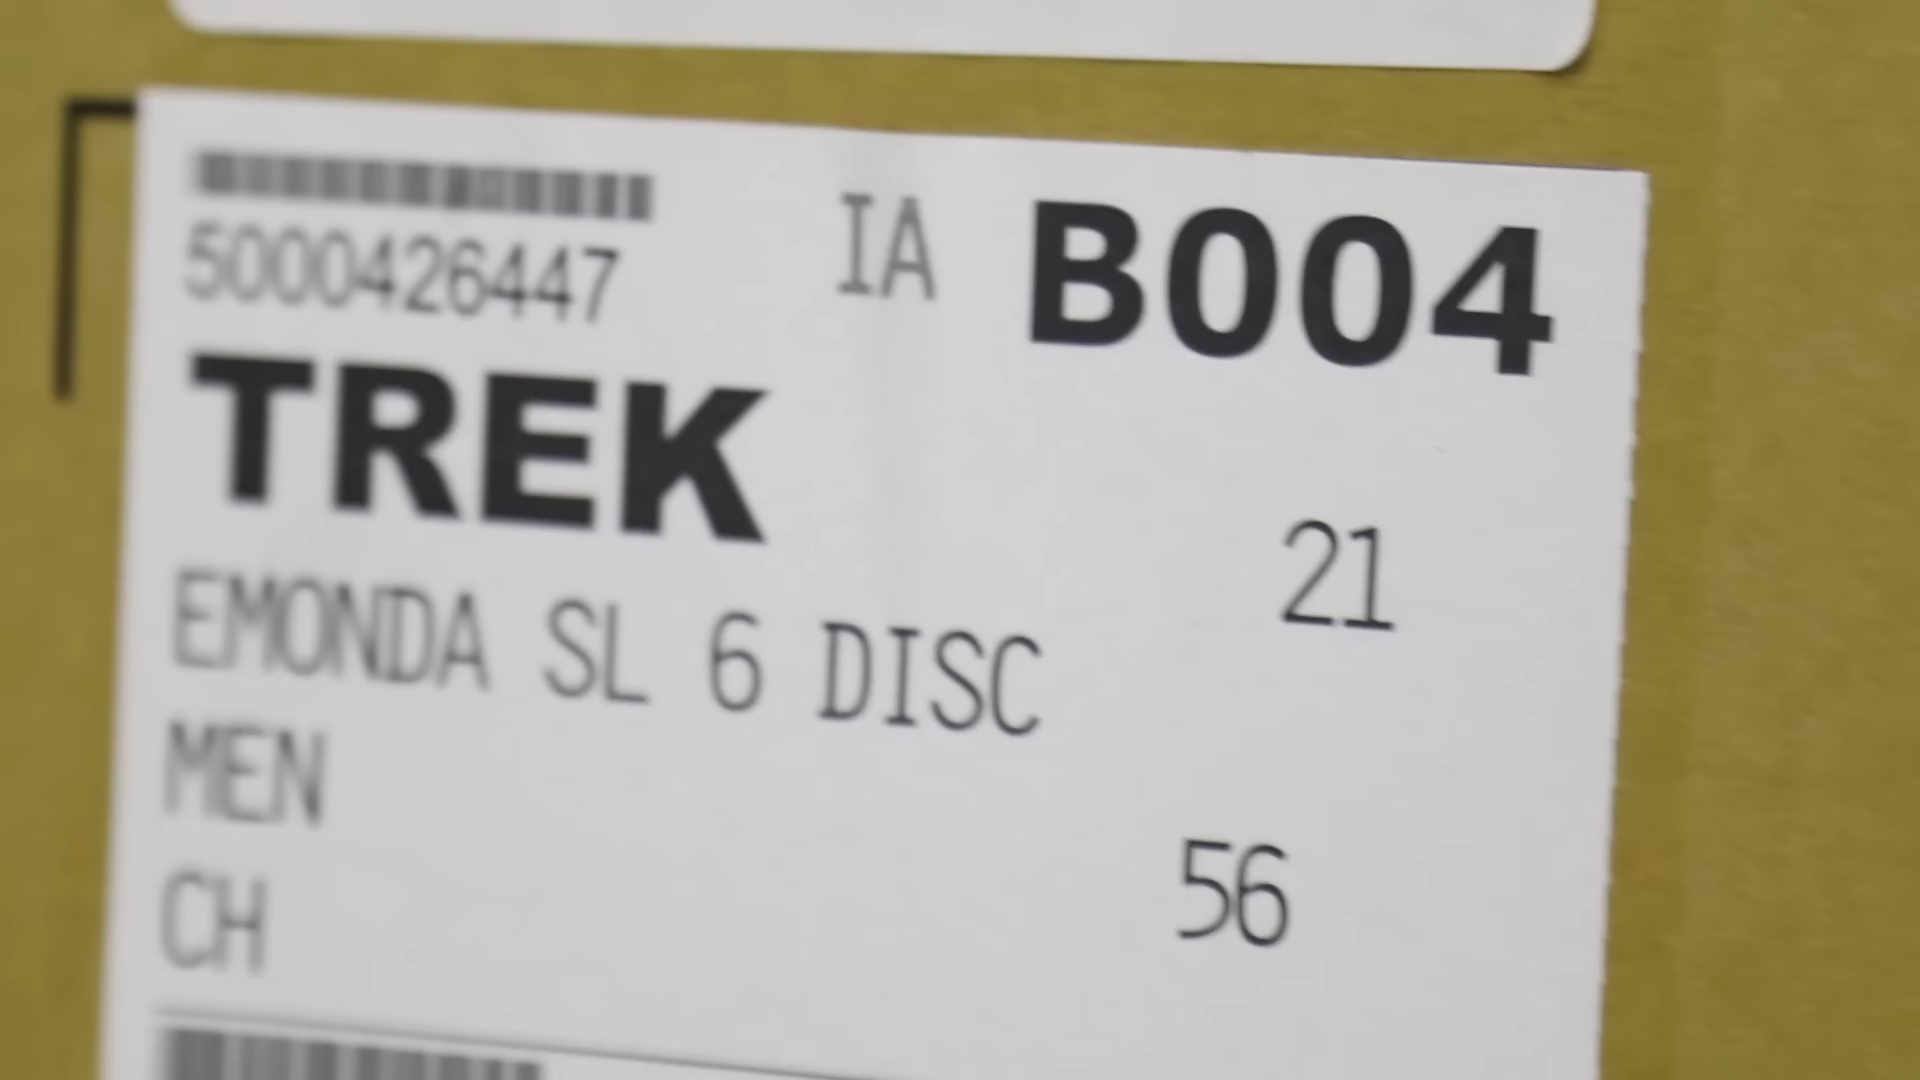 5000426447 IA B004
TREK
21
EMONDA SL 6 DISC
MEN
56
CH